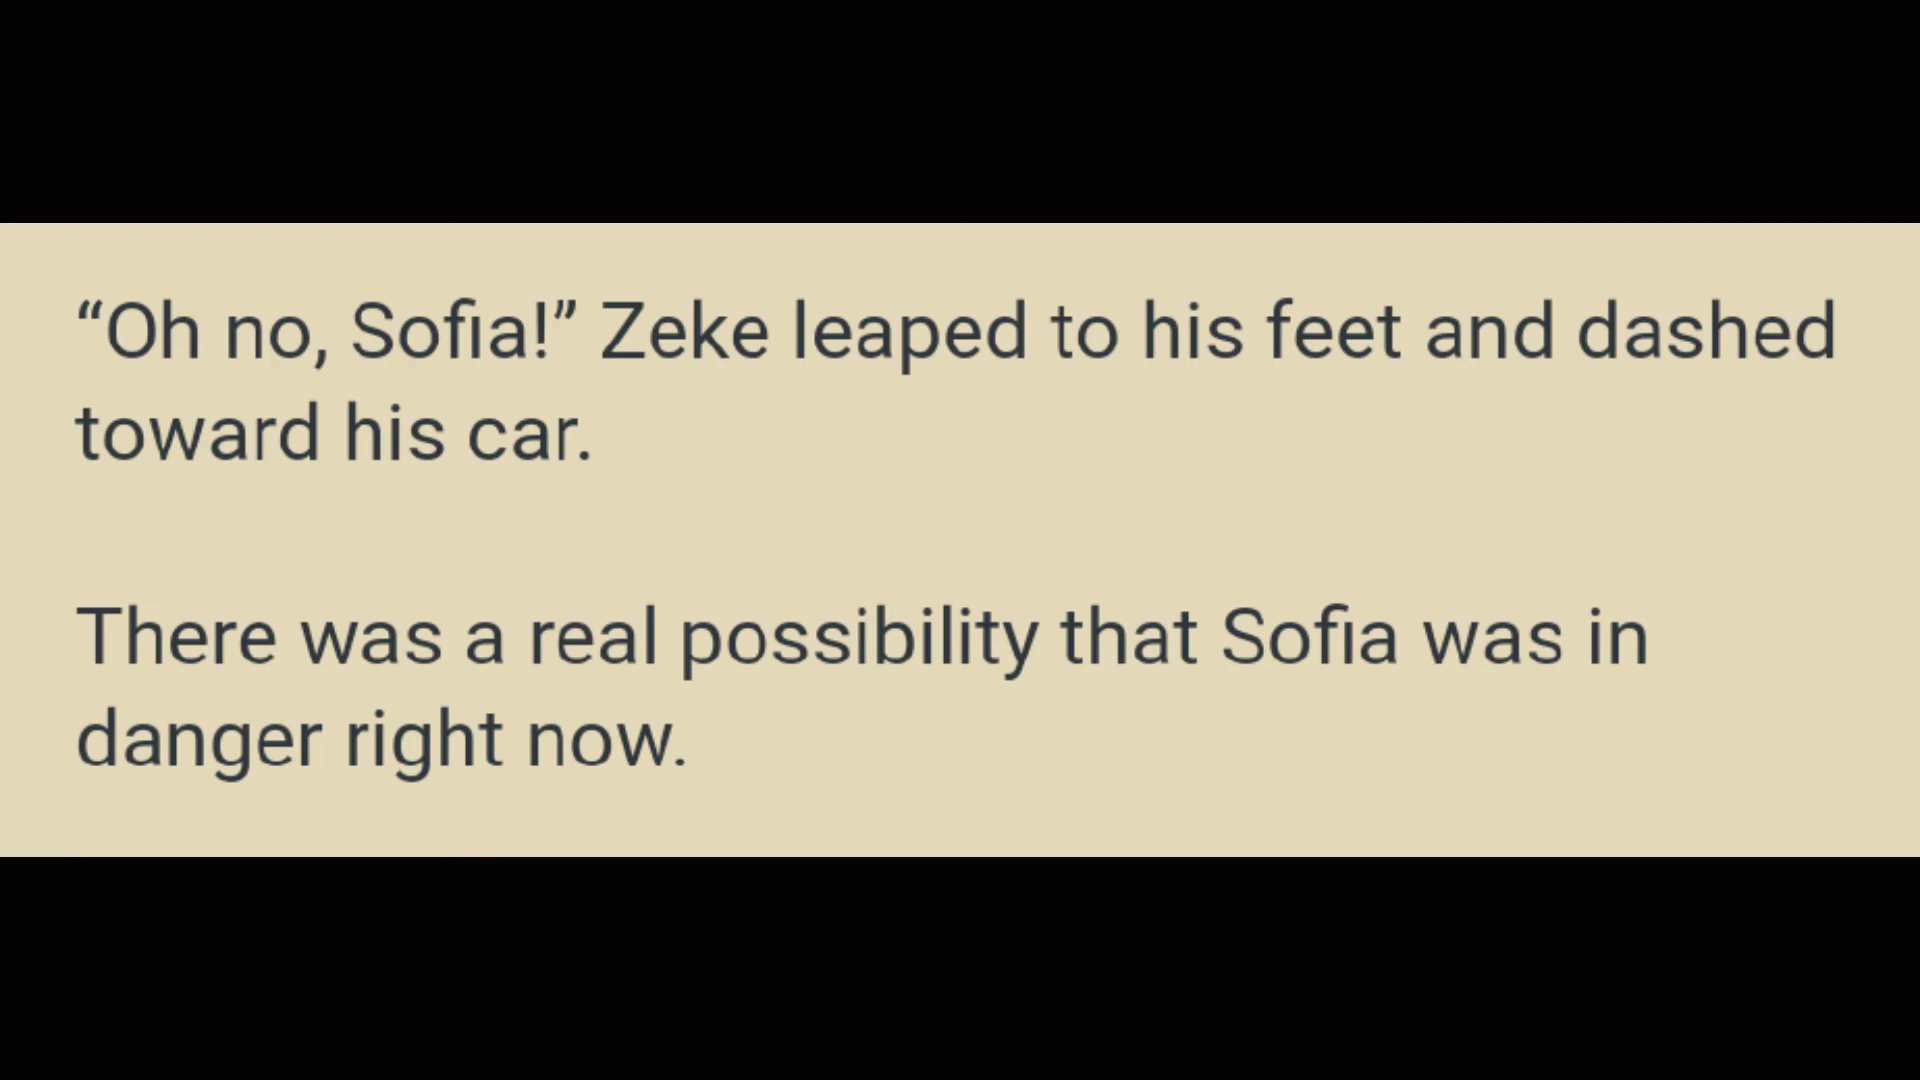 “Oh no, Sofia!” Zeke leaped to his feet and dashed
toward his car.
There was a real possibility that Sofia was in
danger right now.